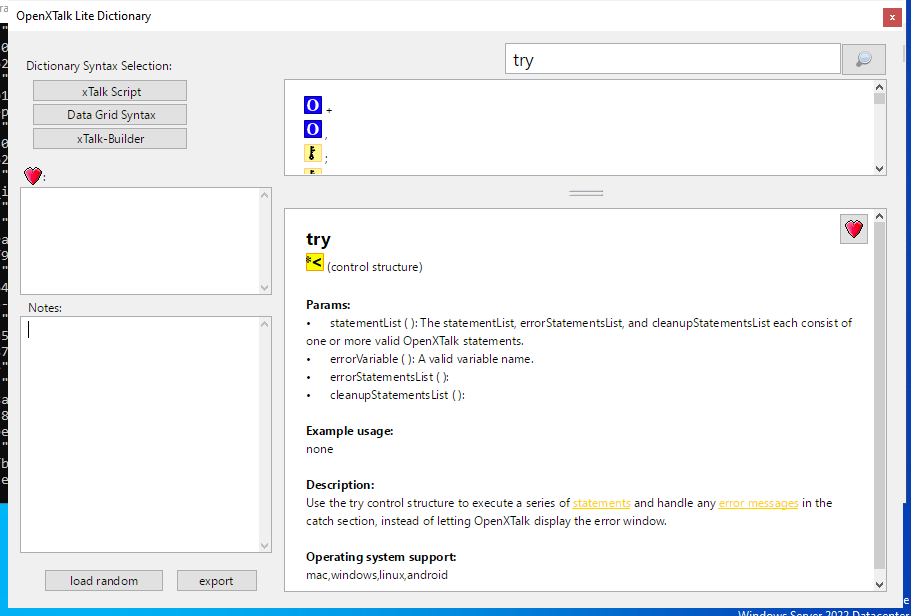 OpenXTalk Lite Dictionary
x
Dictionary Syntax Selection:
try
xTalk Script
Data Grid Syntax
xTalk-Builder
O +
O ,
;
:
try
*< (control structure)
Params:
• statementList ( ): The statementList, errorStatementsList, and cleanupStatementsList each consist of
one or more valid OpenXTalk statements.
• errorVariable ( ): A valid variable name.
• errorStatementsList ( ):
• cleanupStatementsList ( ):
Notes:
Example usage:
none
Description:
Use the try control structure to execute a series of statements and handle any error messages in the
catch section, instead of letting OpenXTalk display the error window.
Operating system support:
mac,windows,linux,android
load random
export
Windows Server 2022 Datacenter